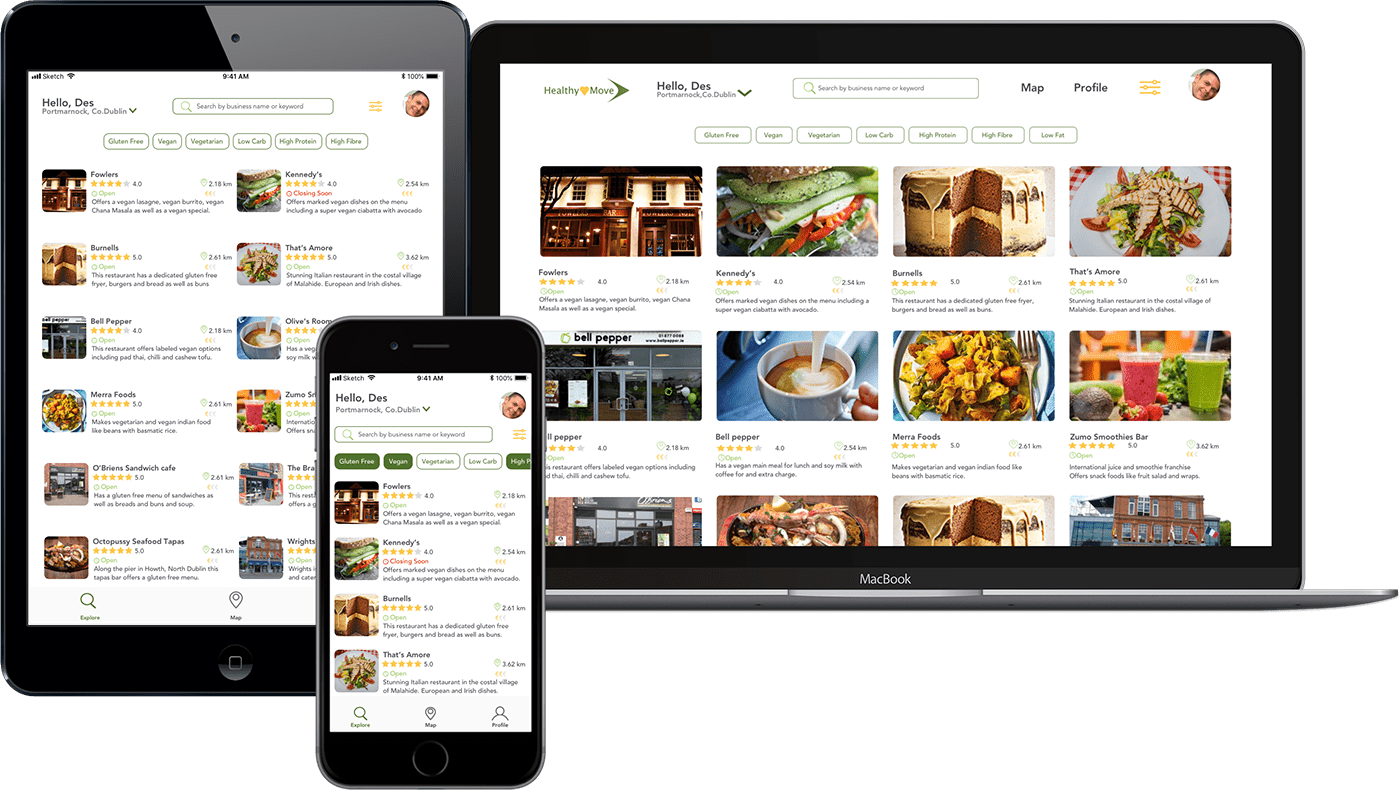 Sketch
9:41 AM
100%
Hello, Des
Portmarnock, Co.Dublin
Search by business name or keyword
Gluten Free
Vegan
Vegetarian
Low Carb
High Protein
High Fibre
Fowlers
4.0
2.18 km
Open
€€€
Offers a vegan lasagne, vegan burrito, vegan
Chana Masala as well as a vegan special.
Kennedy's
4.0
2.54 km
Closing Soon
€€€
Offers marked vegan dishes on the menu
including a super vegan ciabatta with avocado
Burnells
5.0
2.61 km
Open
€€€
This restaurant has a dedicated gluten free
fryer, burgers and bread as well as buns
That's Amore
5.0
3.62 km
Open
€€€
Stunning Italian restaurant in the costal village
of Malahide. European and Irish dishes.
bell pepper
Bell Pepper
4.0
2.18 km
Open
€€€
This restaurant offers labeled vegan options
including pad thai, chilli and cashew tofu.
Olive's Room
4.0
Open
Has a
soy milk w
Merra Foods
5.0
2.61 km
Open
€€€
Makes vegetarian and vegan indian food
like beans with basmatic rice.
Zumo Sm
Open
Internation
Offers snac
O'Briens Sandwich cafe
5.0
2.61 km
Open
€€€
Has a gluten free menu of sandwiches as
well as breads and buns and soup.
The Bra
Open
This rest
offers a g
Octopussy Seafood Tapas
5.0
2.61 km
Open
€€€
Along the pier in Howth, North Dublin this
tapas bar offers a gluten free menu.
Wrights
Open
Wrights is
and cater
Explore
Map
Sketch
9:41 AM
100%
Hello, Des
Portmarnock, Co.Dublin
Search by business name or keyword
Gluten Free
Vegan
Vegetarian
Low Carb
High P
Fowlers
4.0
2.18 km
Open
€€€
Offers a vegan lasagne, vegan burrito, vegan
Chana Masala as well as a vegan special.
Kennedy's
4.0
2.54 km
Closing Soon
€€€
Offers marked vegan dishes on the menu
including a super vegan ciabatta with avocado.
Burnells
5.0
2.61 km
Open
€€€
This restaurant has a dedicated gluten free
fryer, burgers and bread as well as buns.
That's Amore
5.0
3.62 km
Open
€€€
Stunning Italian restaurant in the costal village
of Malahide. European and Irish dishes.
Explore
Map
Profile
Healthy Move
Hello, Des
Portmarnock,Co.Dublin
Search by business name or keyword
Map
Profile
Gluten Free
Vegan
Vegetarian
Low Carb
High Protein
High Fibre
Low Fat
FOWLERS BAR
Fowlers
4.0
2.18 km
Open
€€€
Offers a vegan lasagne, vegan burrito, vegan Chana
Masala as well as a vegan special.
Kennedy's
4.0
2.54 km
Open
€€€
Offers marked vegan dishes on the menu including a
super vegan ciabatta with avocado.
Burnells
5.0
2.61 km
Open
€€€
This restaurant has a dedicated gluten free fryer,
burgers and bread as well as buns.
That's Amore
5.0
2.61 km
Open
€€€
Stunning Italian restaurant in the costal village of
Malahide. European and Irish dishes.
bell pepper
01 877 0088
www.bellpepper.ie
ell pepper
4.0
2.18 km
Open
€€€
is restaurant offers labeled vegan options including
d thai, chilli and cashew tofu.
Bell pepper
4.0
2.54 km
Open
€€€
Has a vegan main meal for lunch and soy milk with
coffee for and extra charge.
Merra Foods
5.0
2.61 km
Open
€€€
Makes vegetarian and vegan indian food like
beans with basmatic rice.
Zumo Smoothies Bar
5.0
3.62 km
Open
€€€
International juice and smoothie franchise
Offers snack foods like fruit salad and wraps.
O'Briens
MacBook